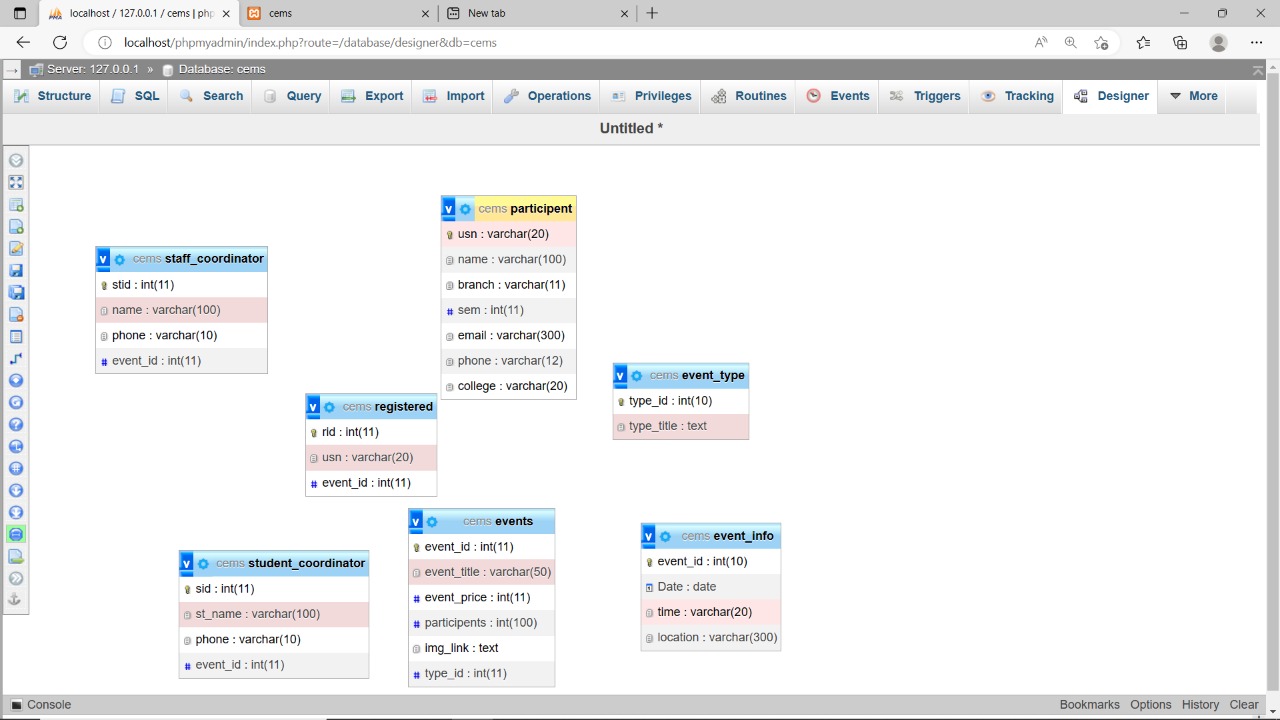 localhost / 127.0.0.1 / cems | php
cems
New tab
localhost/phpmyadmin/index.php?route=/database/designer&db=cems
Server: 127.0.0.1 » Database: cems
Structure SQL Search Query Export Import Operations Privileges Routines Events Triggers Tracking Designer More
Untitled *
v cems participent
usn : varchar(20)
name : varchar(100)
branch : varchar(11)
# sem : int(11)
email : varchar(300)
phone : varchar(12)
college : varchar(20)
v cems staff_coordinator
stid : int(11)
name : varchar(100)
phone : varchar(10)
# event_id : int(11)
v cems event_type
type_id : int(10)
type_title : text
v cems registered
rid : int(11)
usn : varchar(20)
# event_id : int(11)
v cems events
event_id : int(11)
event_title : varchar(50)
# event_price : int(11)
# participents : int(100)
img_link : text
# type_id : int(11)
v cems event_info
event_id : int(10)
Date : date
time : varchar(20)
location : varchar(300)
v cems student_coordinator
sid : int(11)
st_name : varchar(100)
phone : varchar(10)
# event_id : int(11)
Console
Bookmarks Options History Clear